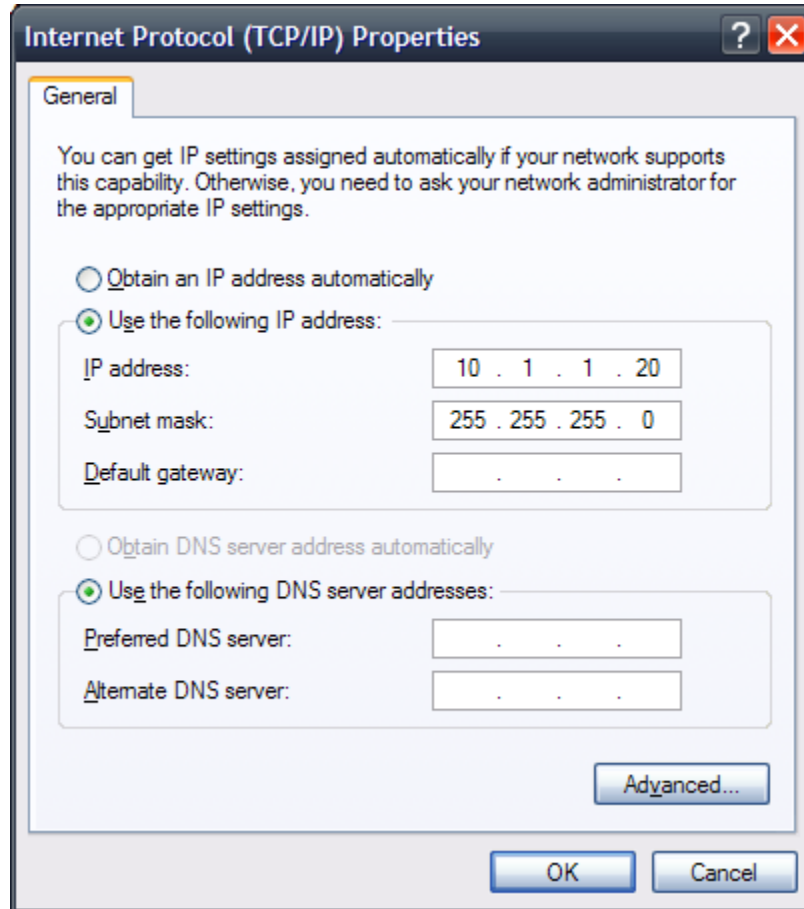 Internet Protocol (TCP/IP) Properties
General
You can get IP settings assigned automatically if your network supports
this capability. Otherwise, you need to ask your network administrator for
the appropriate IP settings.
Obtain an IP address automatically
Use the following IP address:
IP address: 10 . 1 . 1 . 20
Subnet mask: 255 . 255 . 255 . 0
Default gateway: . . .
Obtain DNS server address automatically
Use the following DNS server addresses:
Preferred DNS server: . . .
Alternate DNS server: . . .
Advanced...
OK Cancel